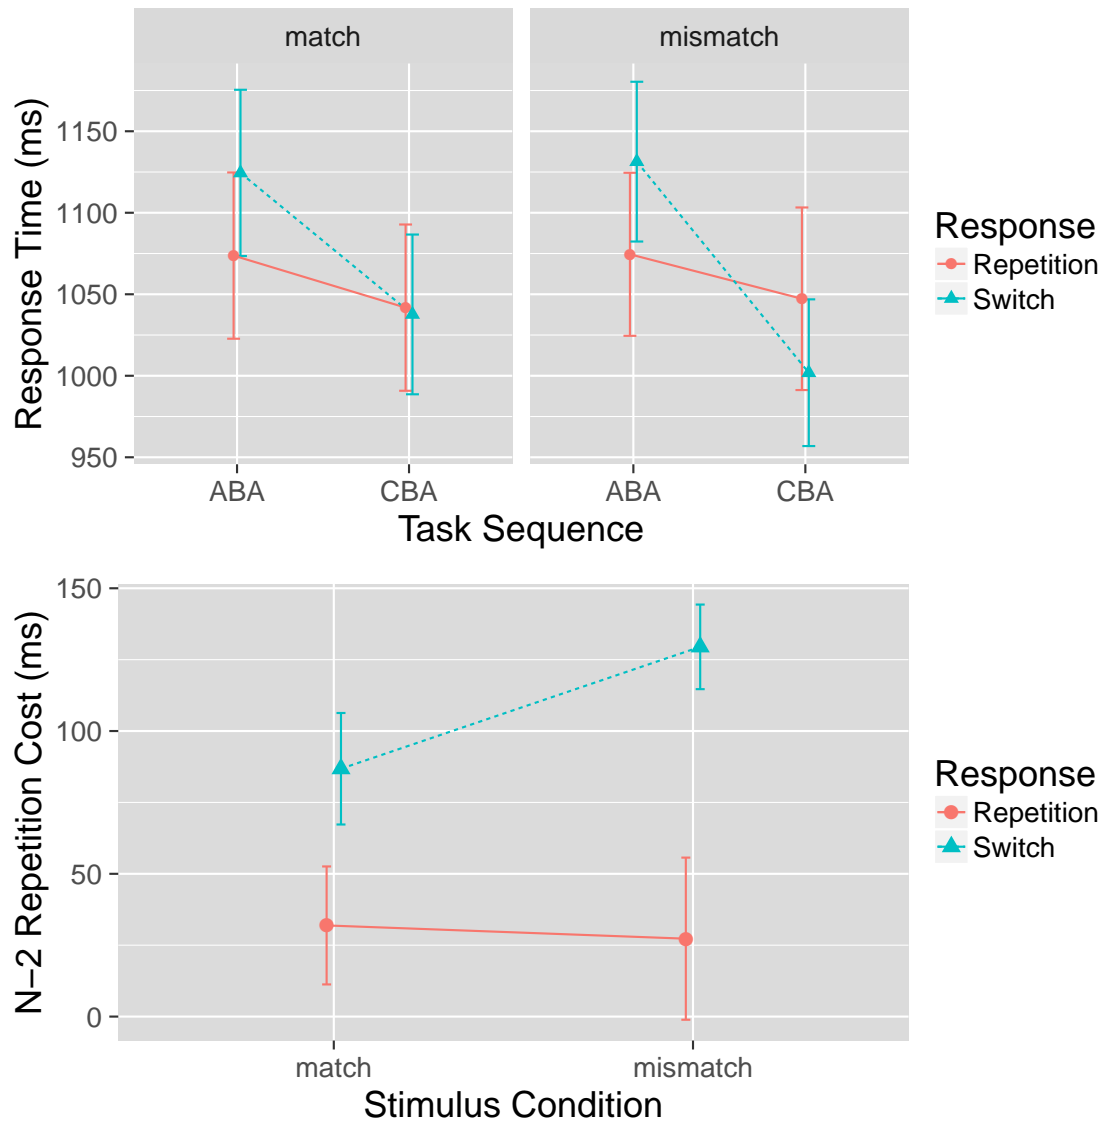 match
mismatch
Response Time (ms)
1150
1100
1050
1000
950
ABA
CBA
ABA
CBA
Task Sequence
Response
Repetition
Switch
N−2 Repetition Cost (ms)
150
100
50
0
match
mismatch
Stimulus Condition
Response
Repetition
Switch